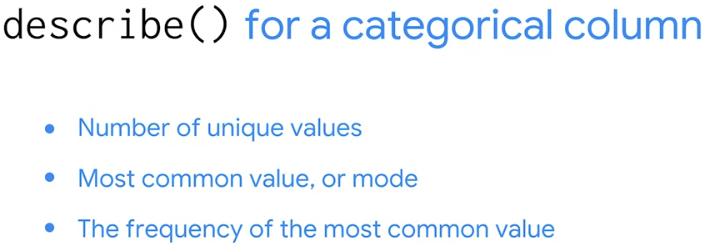 describe() for a categorical column
• Number of unique values
• Most common value, or mode
• The frequency of the most common value